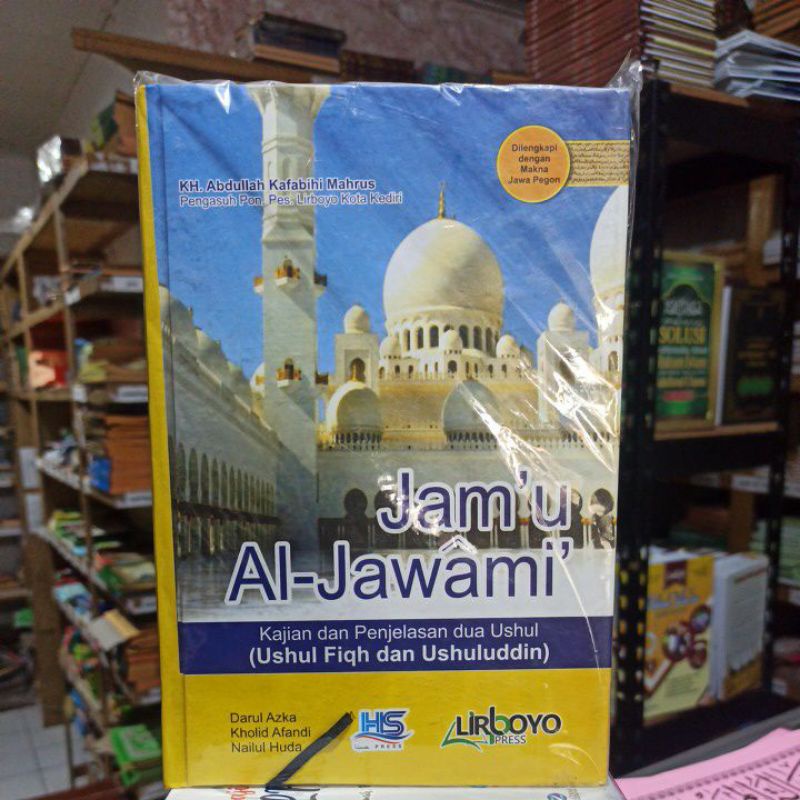 Dilengkapi
dengan
Makna
Jawa Pegon
KH. Abdullah Kafabihi Mahrus
Pengasuh Pon. Pes. Lirboyo Kota Kediri
Jam'u
Al-Jawâmi'
Kajian dan Penjelasan dua Ushul
(Ushul Fiqh dan Ushuluddin)
Darul Azka
Kholid Afandi
Nailul Huda
HS
PRESS
LIRBOYO
PRESS
SOLUSI